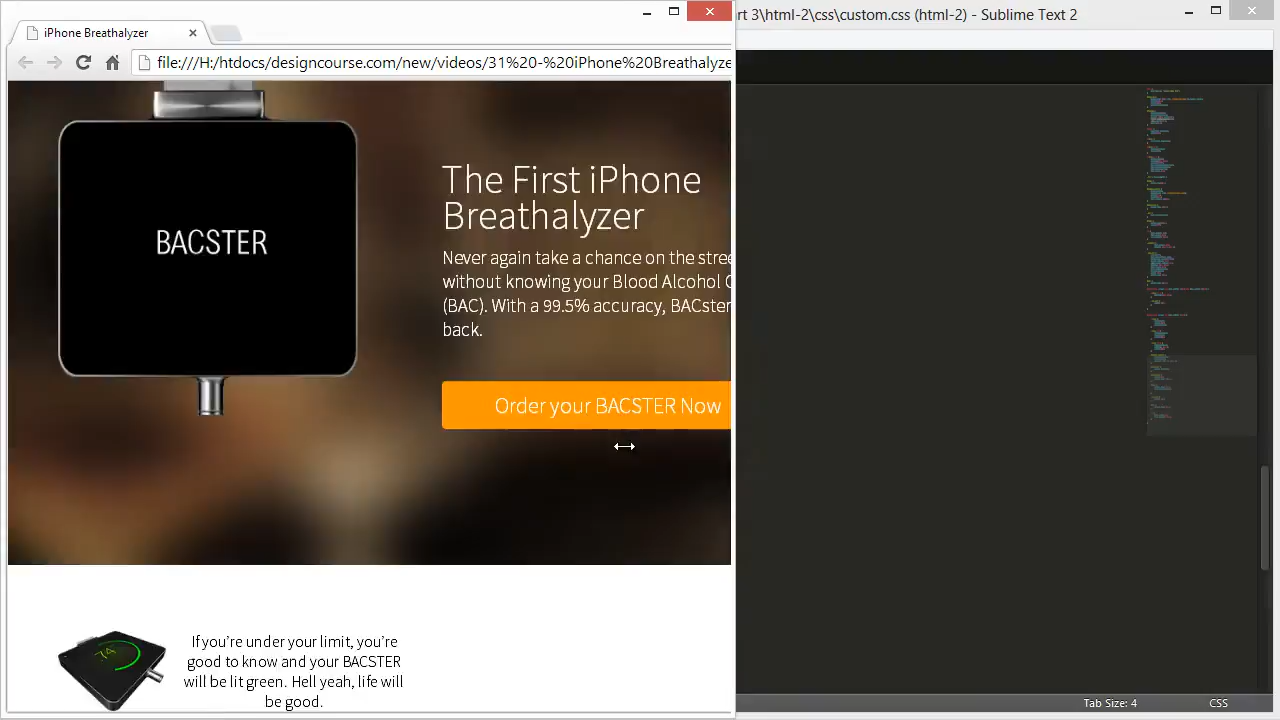 art 3\html-2\css\custom.css (html-2) - Sublime Text 2
iPhone Breathalyzer
file:///H:/htdocs/designcourse.com/new/videos/31%20-%20iPhone%20Breathalyze
BACSTER
The First iPhone
Breathalyzer
Never again take a chance on the stree
without knowing your Blood Alcohol C
(BAC). With a 99.5% accuracy, BACster
back.
Order your BACSTER Now
74
If you’re under your limit, you’re
good to know and your BACSTER
will be lit green. Hell yeah, life will
be good.
Tab Size: 4
CSS